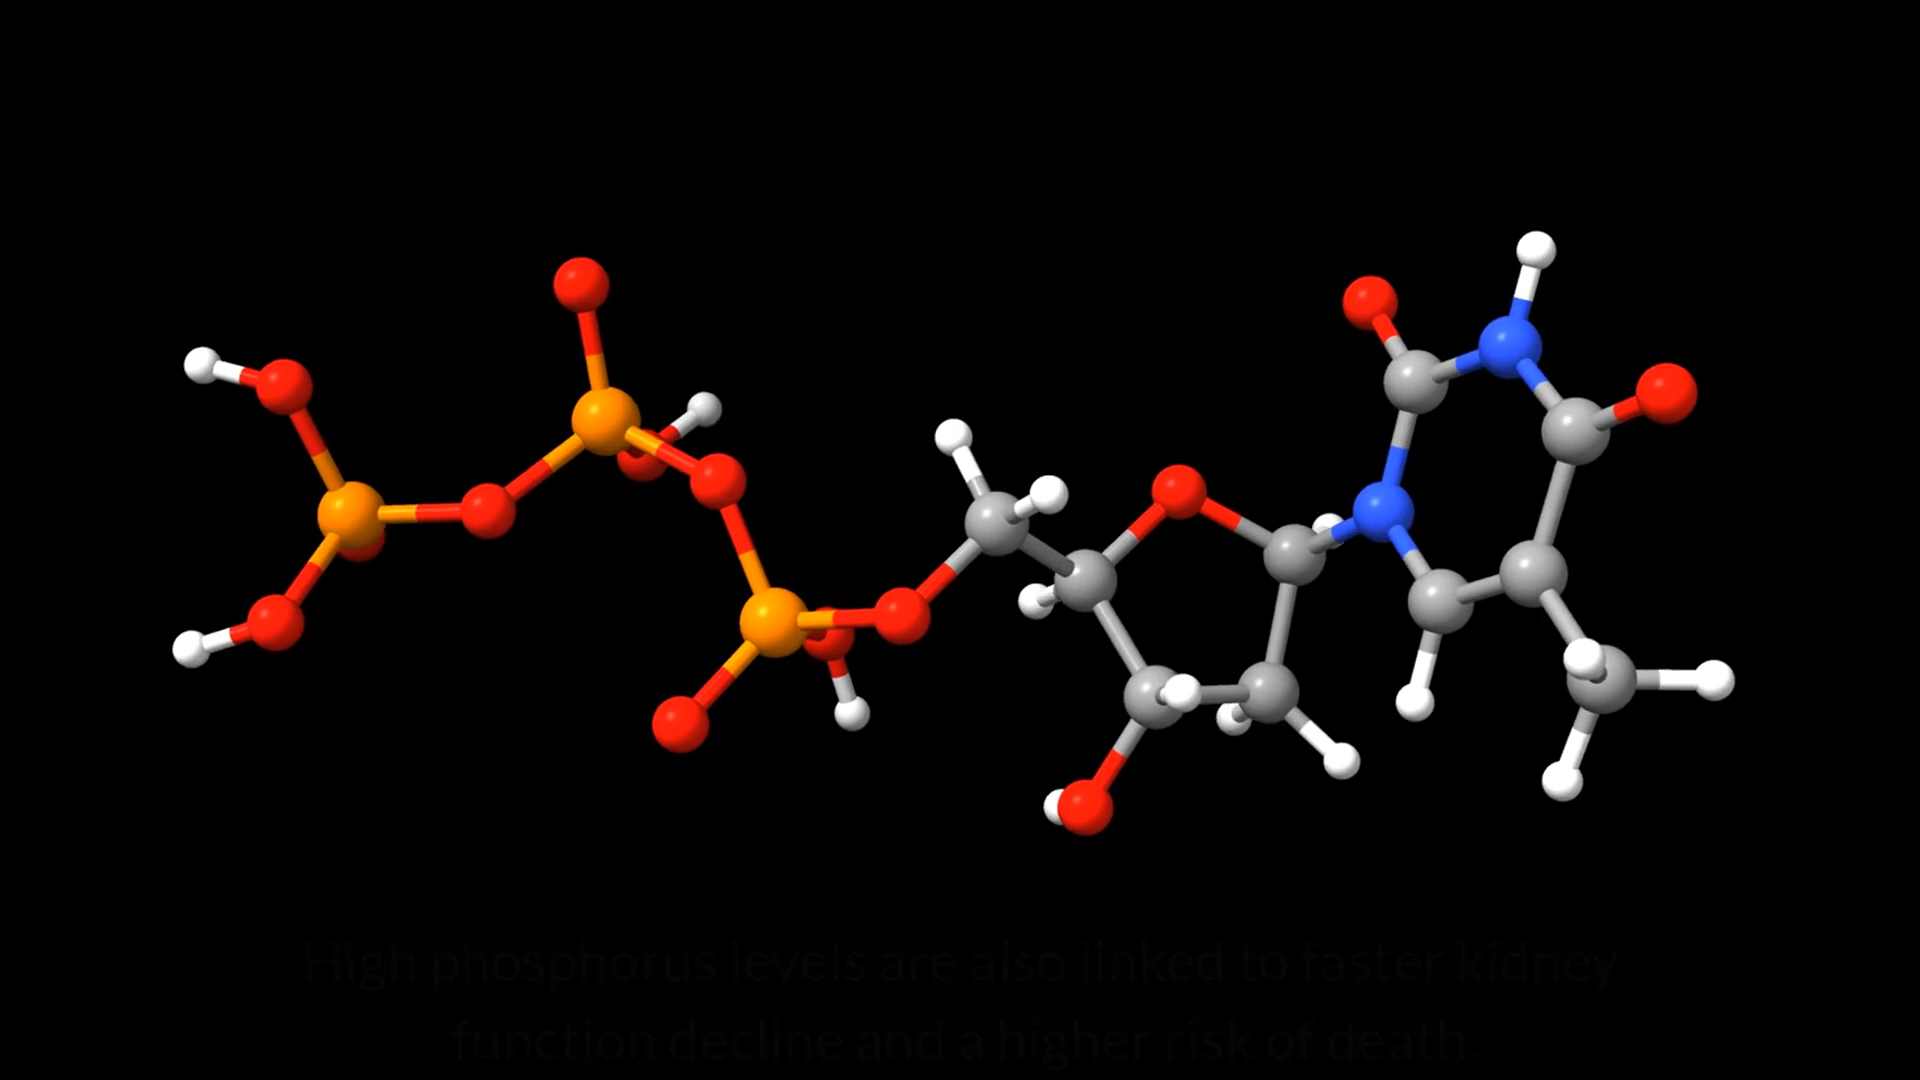 High phosphorus levels are also linked to faster kidney
function decline and a higher risk of death.